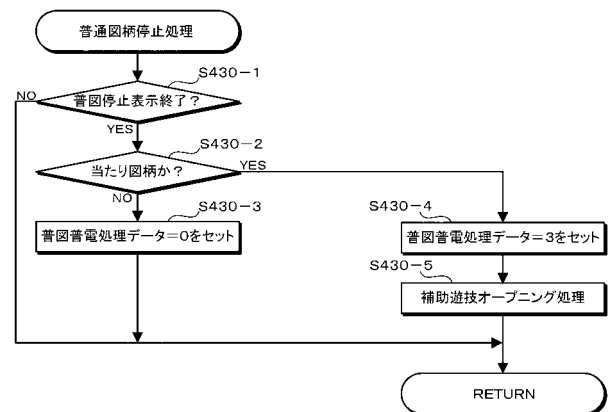 普通図柄停止処理
S430-1
NO
普図停止表示終了?
YES
S430-2
当たり図柄か?
YES
NO
S430-3
普図普電処理データ=0をセット
S430-4
普図普電処理データ=3をセット
S430-5
補助遊技オープニング処理
RETURN